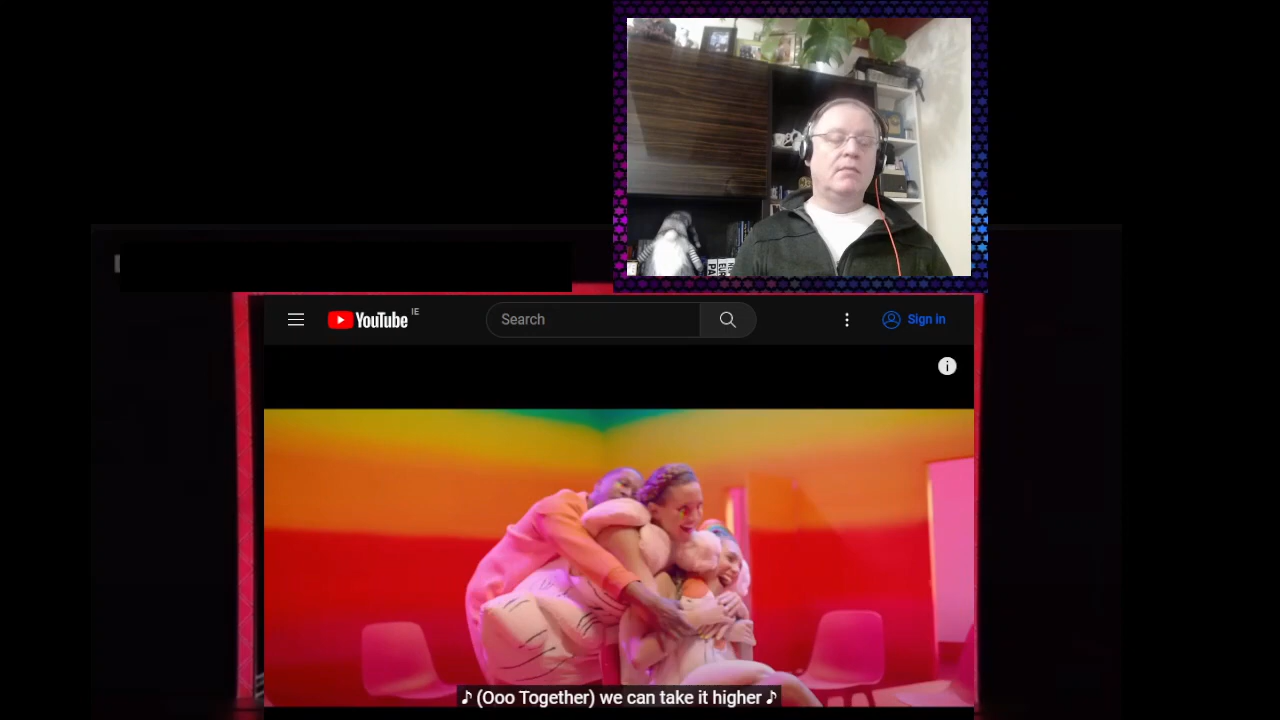 YouTube IE
Search
Sign in
♪ (Ooo Together) we can take it higher ♪